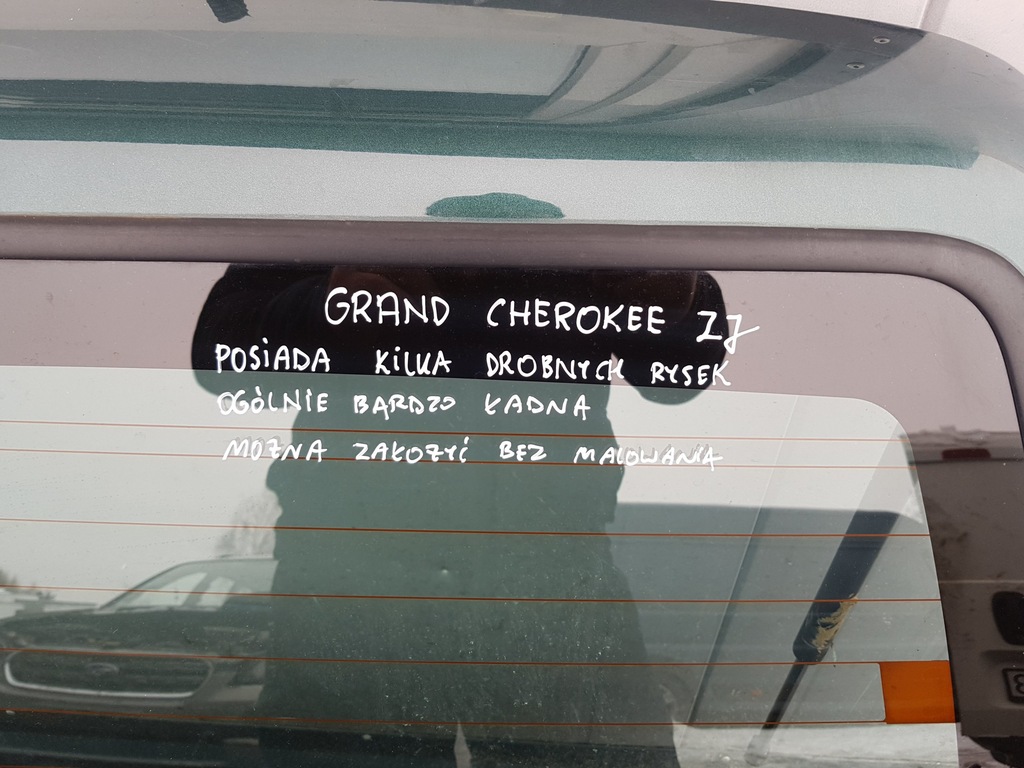 GRAND CHEROKEE ZJ
POSIADA KILKA DROBNYCH RYSEK
OGÓLNIE BARDZO ŁADNA
MOŻNA ZAŁOŻYĆ BEZ MALOWANIA